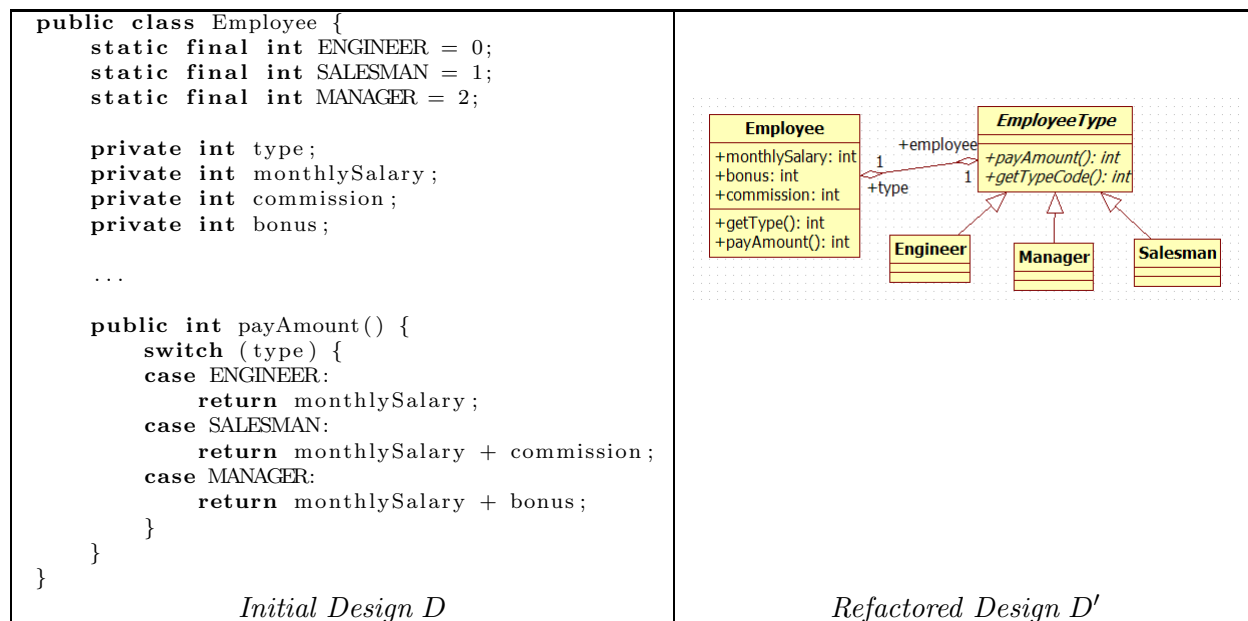 public class Employee {
static final int ENGINEER = 0;
static final int SALESMAN = 1;
static final int MANAGER = 2;
private int type;
private int monthlySalary;
private int commission;
private int bonus;
...
public int payAmount() {
switch (type) {
case ENGINEER:
return monthlySalary;
case SALESMAN:
return monthlySalary + commission;
case MANAGER:
return monthlySalary + bonus;
}
}
}
Initial Design D
Employee
+monthlySalary: int
+bonus: int
+commission: int
+getType(): int
+payAmount(): int
1
+type
+employee
1
EmployeeType
+payAmount(): int
+getTypeCode(): int
Engineer
Manager
Salesman
Refactored Design D′